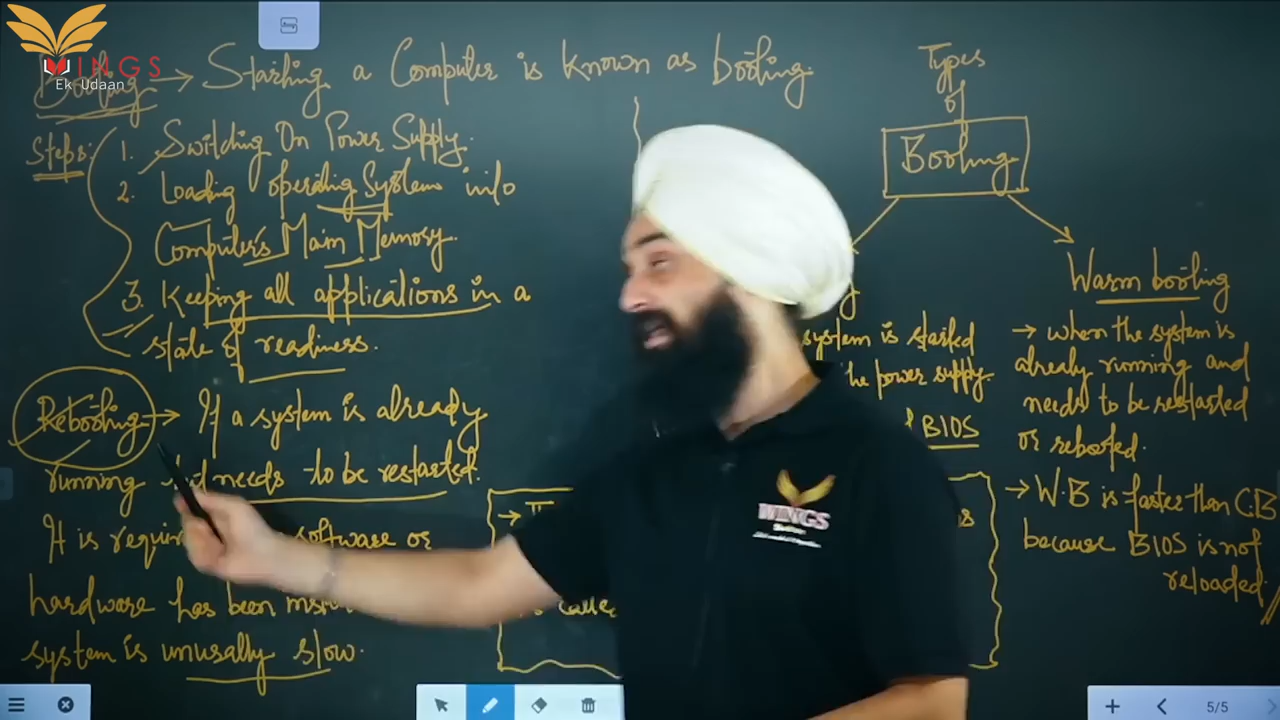 WINGS
Ek Udaan
Booting → Starting a Computer is known as booting.
Steps:
1. Switching On Power Supply.
2. Loading operating System into
Computer's Main Memory.
3. Keeping all applications in a
state of readiness.
Rebooting → If a system is already
running needs to be restarted.
It is software or
hardware has been
system is unusally slow.
Types
of
Booting
system is started
the power supply.
BIOS
is calle
Warm booting
→ when the system is
already running and
needs to be restarted
or rebooted.
→ W.B is faster than C.B
because BIOS is not
reloaded
WINGS
5/5